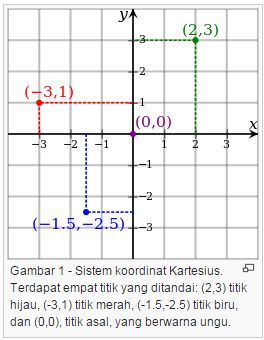 y
(2,3)
3
2
(−3,1)
1
(0,0)
x
−3 −2 −1 1 2 3
−1
−2
(−1.5,−2.5)
−3
Gambar 1 - Sistem koordinat Kartesius.
Terdapat empat titik yang ditandai: (2,3) titik
hijau, (-3,1) titik merah, (-1.5,-2.5) titik biru,
dan (0,0), titik asal, yang berwarna ungu.